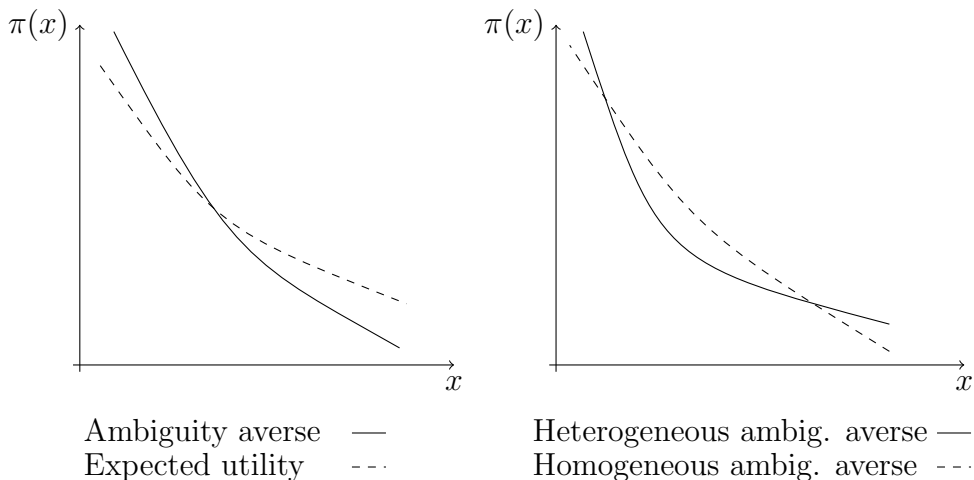 π(x)
x
Ambiguity averse
Expected utility
π(x)
x
Heterogeneous ambig. averse
Homogeneous ambig. averse